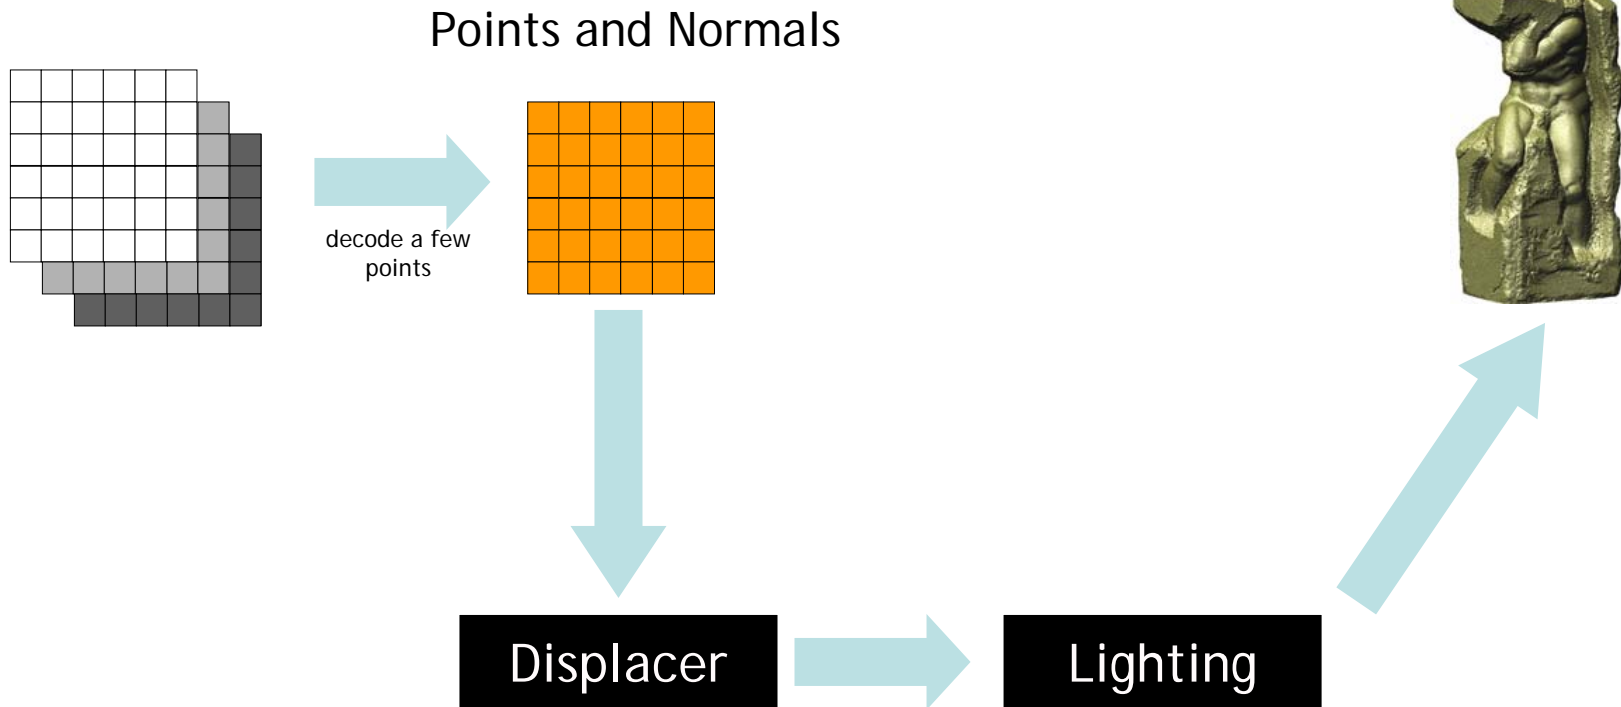 Points and Normals
decode a few
points
Displacer
Lighting